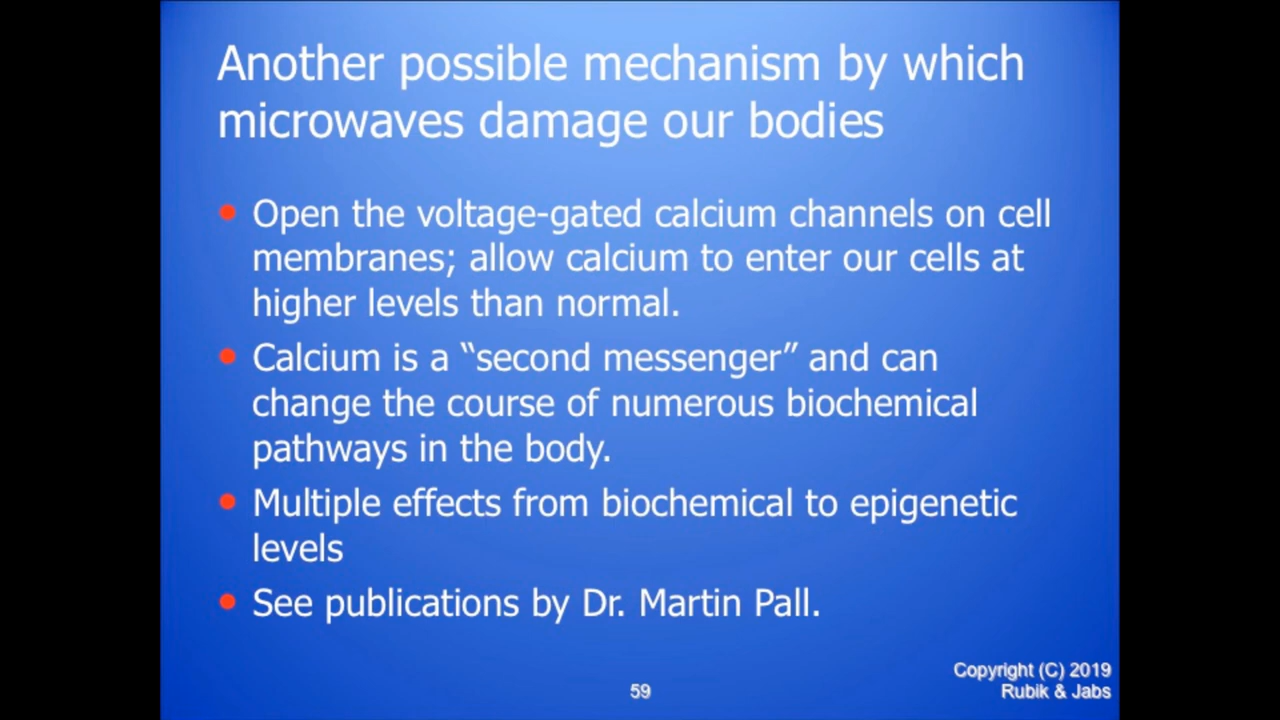 Another possible mechanism by which
microwaves damage our bodies
• Open the voltage-gated calcium channels on cell
membranes; allow calcium to enter our cells at
higher levels than normal.
• Calcium is a “second messenger” and can
change the course of numerous biochemical
pathways in the body.
• Multiple effects from biochemical to epigenetic
levels
• See publications by Dr. Martin Pall.
Copyright (C) 2019
59
Rubik & Jabs